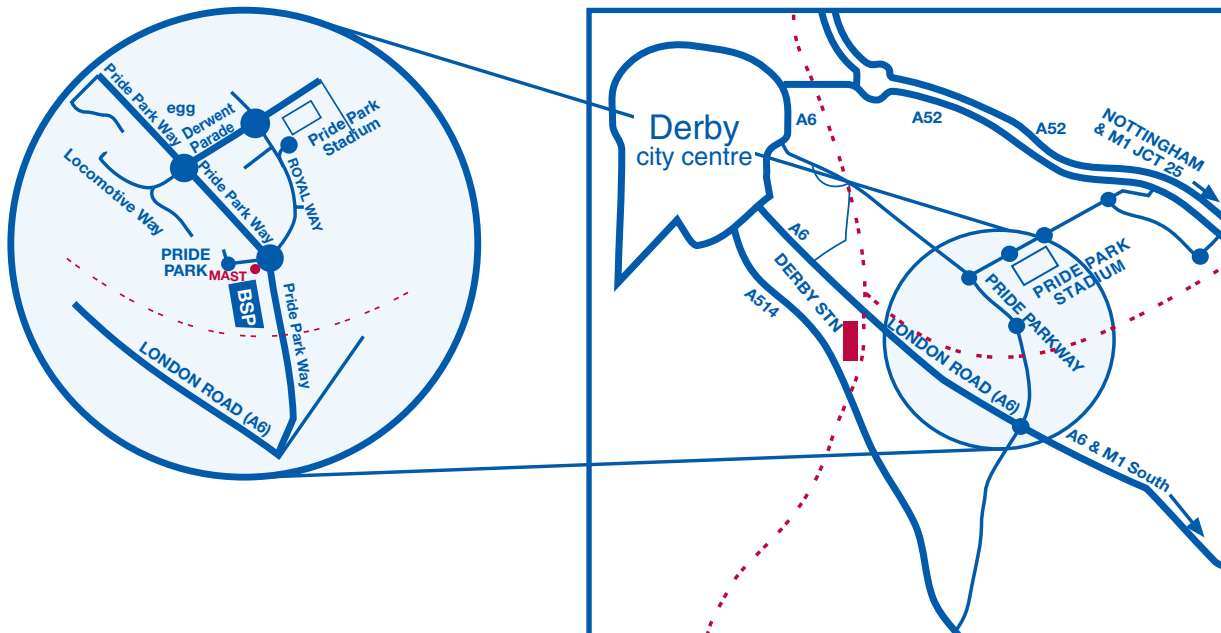 Pride Park Way
egg
Derwent
Parade
Pride Park
Stadium
Locomotive Way
Pride Park Way
ROYAL WAY
PRIDE
PARK
MAST
BSP
Pride Park Way
LONDON ROAD (A6)
Derby
city centre
A6
A52
A52
NOTTINGHAM
& M1 JCT 25
A6
DERBY STN
A514
PRIDE PARK
STADIUM
PRIDE PARKWAY
LONDON ROAD (A6)
A6 & M1 South